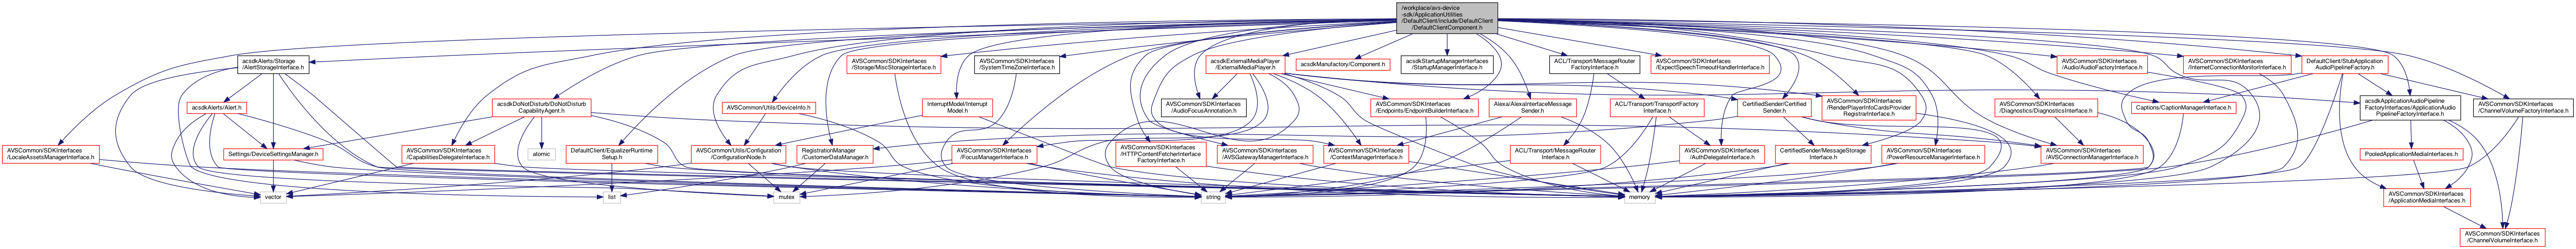 /workplace/avs-device
-sdk/ApplicationUtilities
/DefaultClient/include/DefaultClient
/DefaultClientComponent.h
acsdkAlerts/Storage
/AlertStorageInterface.h
AVSCommon/SDKInterfaces
/Storage/MiscStorageInterface.h
AVSCommon/SDKInterfaces
/SystemTimeZoneInterface.h
acsdkExternalMediaPlayer
/ExternalMediaPlayer.h
acsdkManufactory/Component.h
acsdkStartupManagerInterfaces
/StartupManagerInterface.h
ACL/Transport/MessageRouter
FactoryInterface.h
AVSCommon/SDKInterfaces
/ExpectSpeechTimeoutHandlerInterface.h
AVSCommon/SDKInterfaces
/Audio/AudioFactoryInterface.h
AVSCommon/SDKInterfaces
/InternetConnectionMonitorInterface.h
DefaultClient/StubApplication
AudioPipelineFactory.h
acsdkAlerts/Alert.h
acsdkDoNotDisturb/DoNotDisturb
CapabilityAgent.h
AVSCommon/Utils/DeviceInfo.h
InterruptModel/Interrupt
Model.h
AVSCommon/SDKInterfaces
/AudioFocusAnnotation.h
AVSCommon/SDKInterfaces
/Endpoints/EndpointBuilderInterface.h
Alexa/AlexaInterfaceMessage
Sender.h
ACL/Transport/TransportFactory
Interface.h
CertifiedSender/Certified
Sender.h
AVSCommon/SDKInterfaces
/RenderPlayerInfoCardsProvider
RegistrarInterface.h
AVSCommon/SDKInterfaces
/Diagnostics/DiagnosticsInterface.h
Captions/CaptionManagerInterface.h
acsdkApplicationAudioPipeline
FactoryInterfaces/ApplicationAudio
PipelineFactoryInterface.h
AVSCommon/SDKInterfaces
/ChannelVolumeFactoryInterface.h
AVSCommon/SDKInterfaces
/LocaleAssetsManagerInterface.h
Settings/DeviceSettingsManager.h
AVSCommon/SDKInterfaces
/CapabilitiesDelegateInterface.h
atomic
DefaultClient/EqualizerRuntime
Setup.h
AVSCommon/Utils/Configuration
/ConfigurationNode.h
RegistrationManager
/CustomerDataManager.h
AVSCommon/SDKInterfaces
/FocusManagerInterface.h
AVSCommon/SDKInterfaces
/HTTPContentFetcherInterface
FactoryInterface.h
AVSCommon/SDKInterfaces
/AVSGatewayManagerInterface.h
AVSCommon/SDKInterfaces
/ContextManagerInterface.h
ACL/Transport/MessageRouter
Interface.h
AVSCommon/SDKInterfaces
/AuthDelegateInterface.h
CertifiedSender/MessageStorage
Interface.h
AVSCommon/SDKInterfaces
/PowerResourceManagerInterface.h
AVSCommon/SDKInterfaces
/AVSConnectionManagerInterface.h
PooledApplicationMediaInterfaces.h
vector
list
mutex
string
memory
AVSCommon/SDKInterfaces
/ApplicationMediaInterfaces.h
AVSCommon/SDKInterfaces
/ChannelVolumeInterface.h